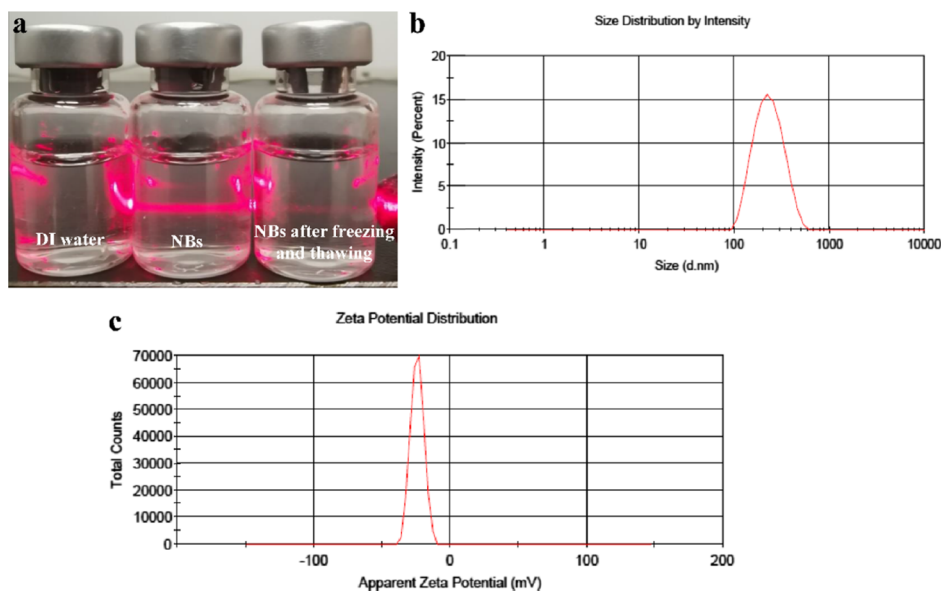 a
DI water
NBs
NBs after freezing
and thawing
b
Size Distribution by Intensity
Intensity (Percent)
20
15
10
5
0
0.1 1 10 100 1000 10000
Size (d.nm)
c
Zeta Potential Distribution
Total Counts
70000
60000
50000
40000
30000
20000
10000
0
-100 0 100 200
Apparent Zeta Potential (mV)